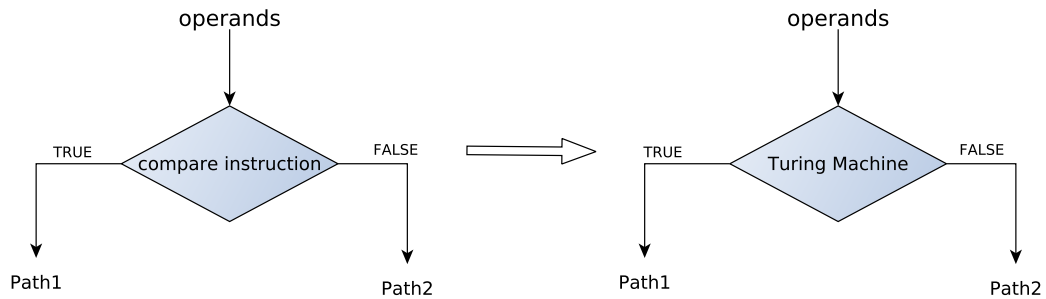 operands
TRUE
compare instruction
FALSE
Path1
Path2
operands
TRUE
Turing Machine
FALSE
Path1
Path2